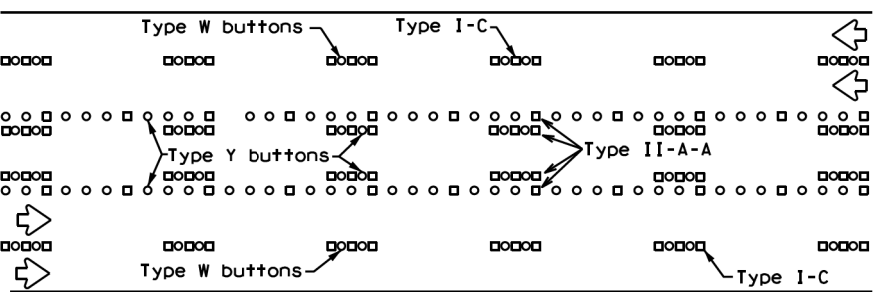 Type W buttons
Type I-C
Type Y buttons
Type II-A-A
Type W buttons
Type I-C